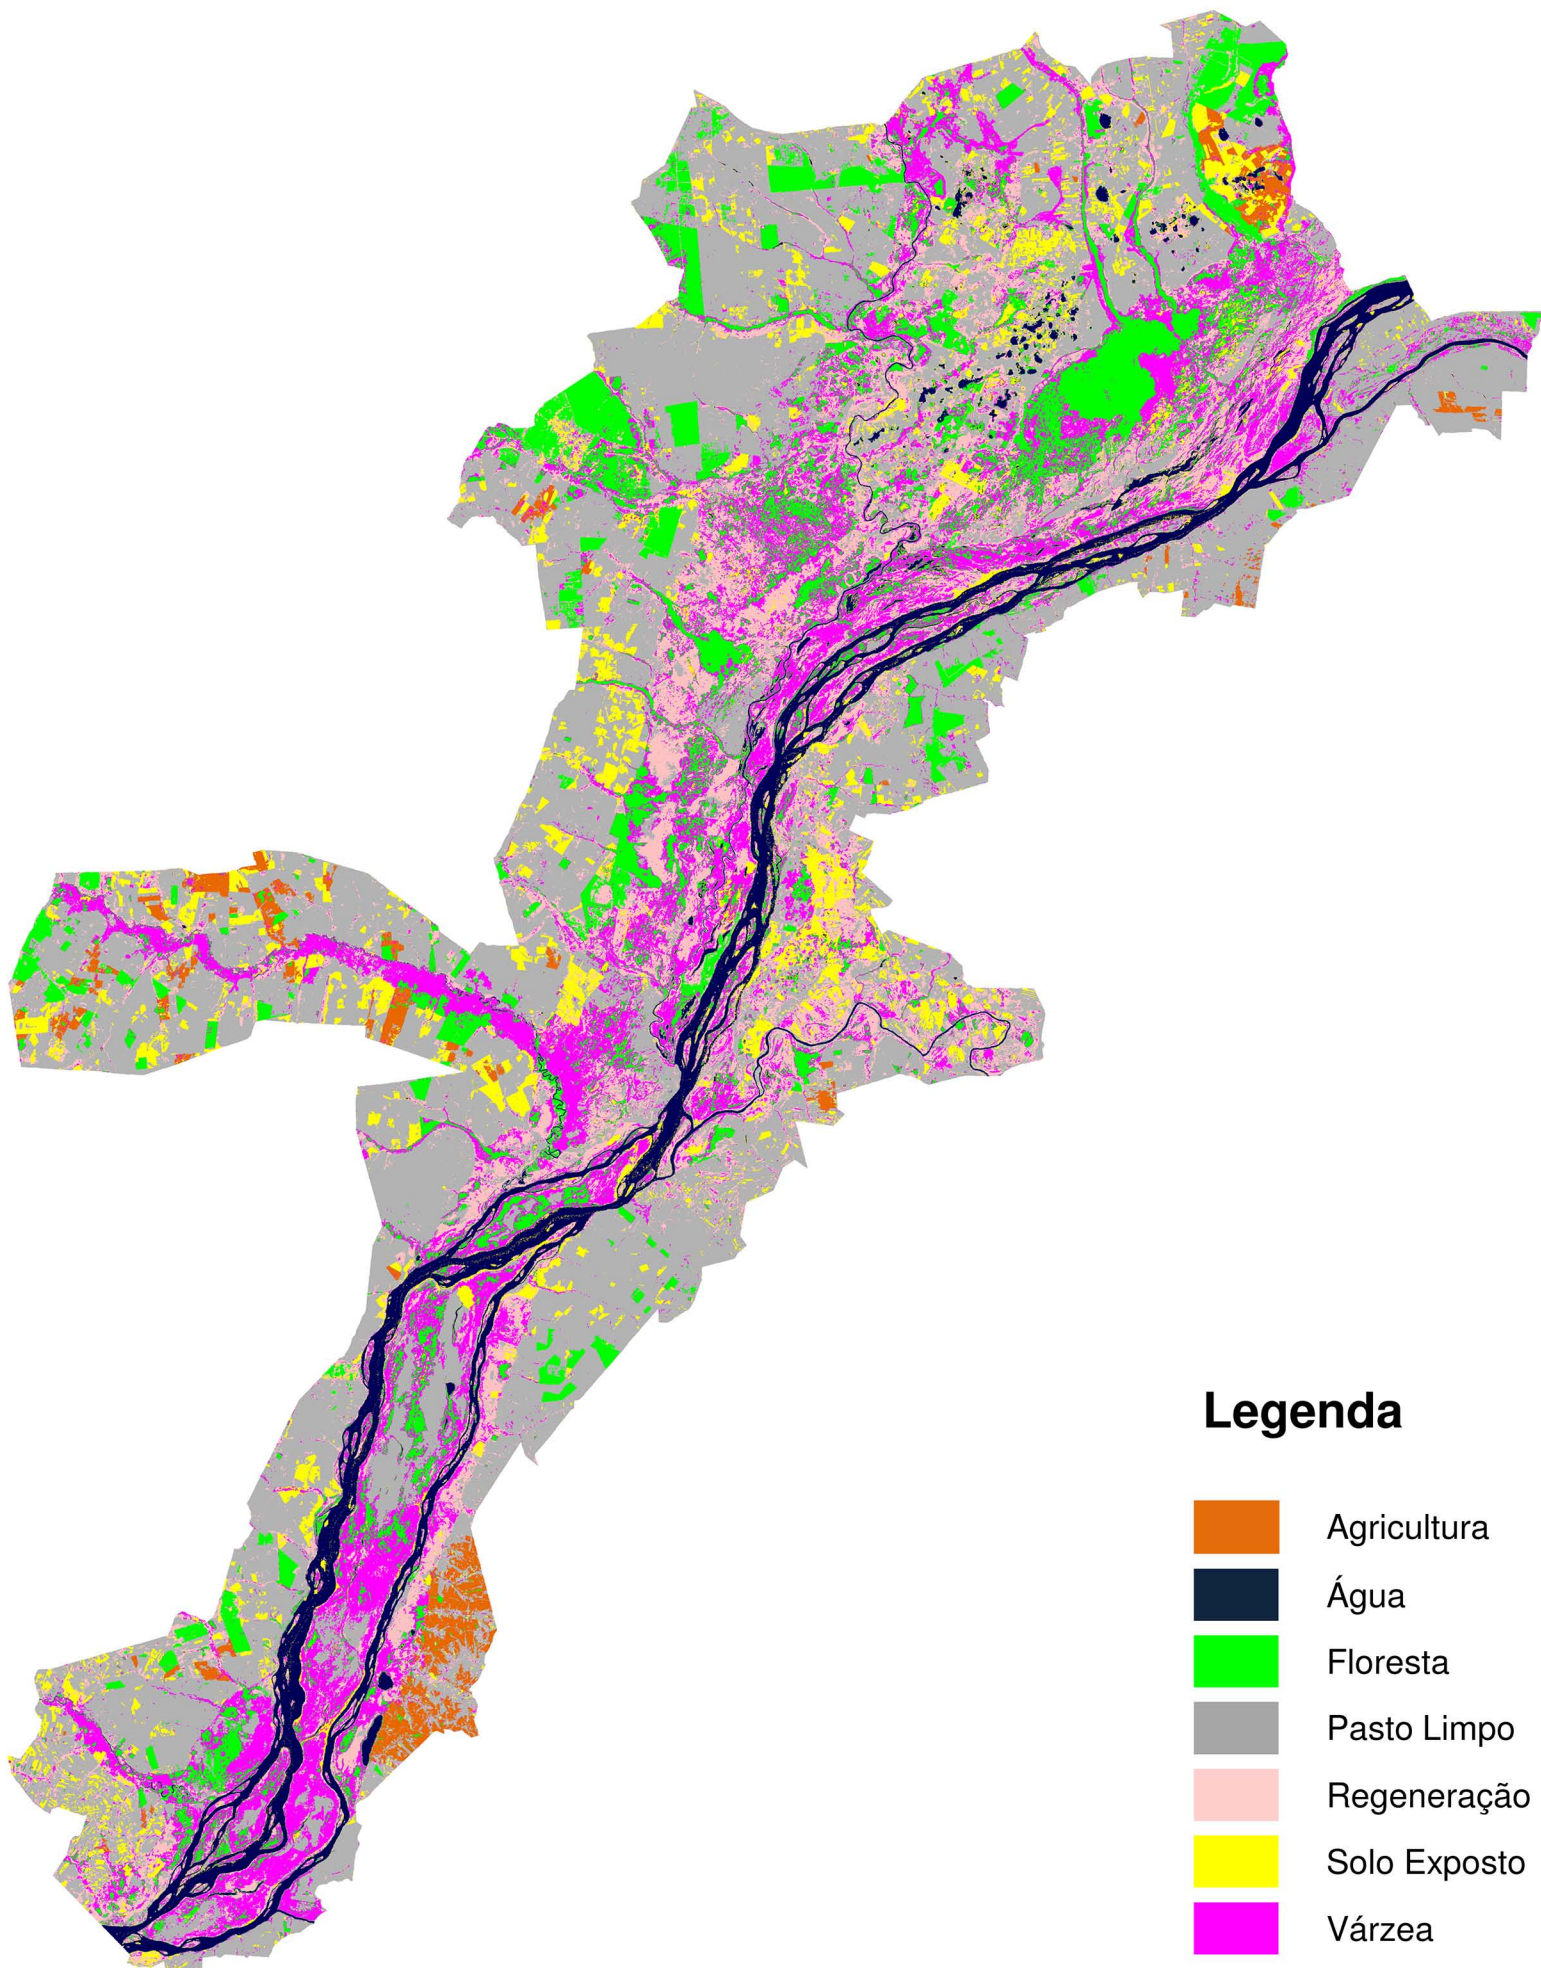 Legenda
Agricultura
Água
Floresta
Pasto Limpo
Regeneração
Solo Exposto
Várzea